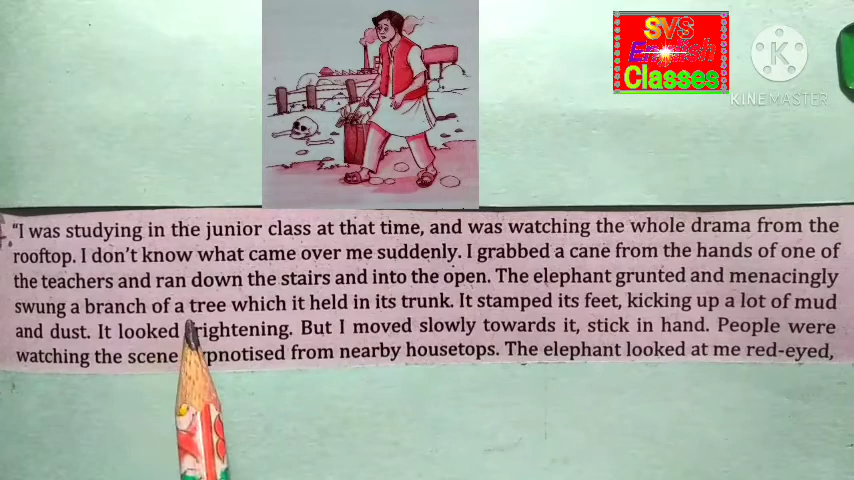 SVS
English
Classes
K
KINEMASTER
"I was studying in the junior class at that time, and was watching the whole drama from the
rooftop. I don't know what came over me suddenly. I grabbed a cane from the hands of one of
the teachers and ran down the stairs and into the open. The elephant grunted and menacingly
swung a branch of a tree which it held in its trunk. It stamped its feet, kicking up a lot of mud
and dust. It looked frightening. But I moved slowly towards it, stick in hand. People were
watching the scene hypnotised from nearby housetops. The elephant looked at me red-eyed,